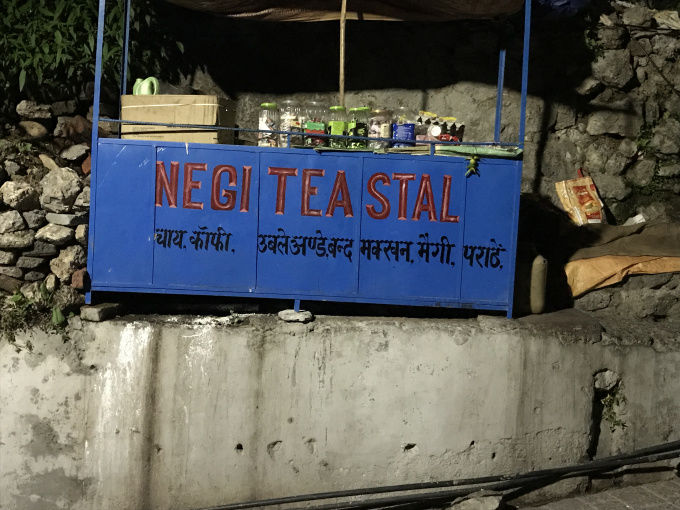 NEGI TEA STAL
चाय, कॉफी, उबले अण्डे, बन्द मक्खन, मैगी, पराठें,